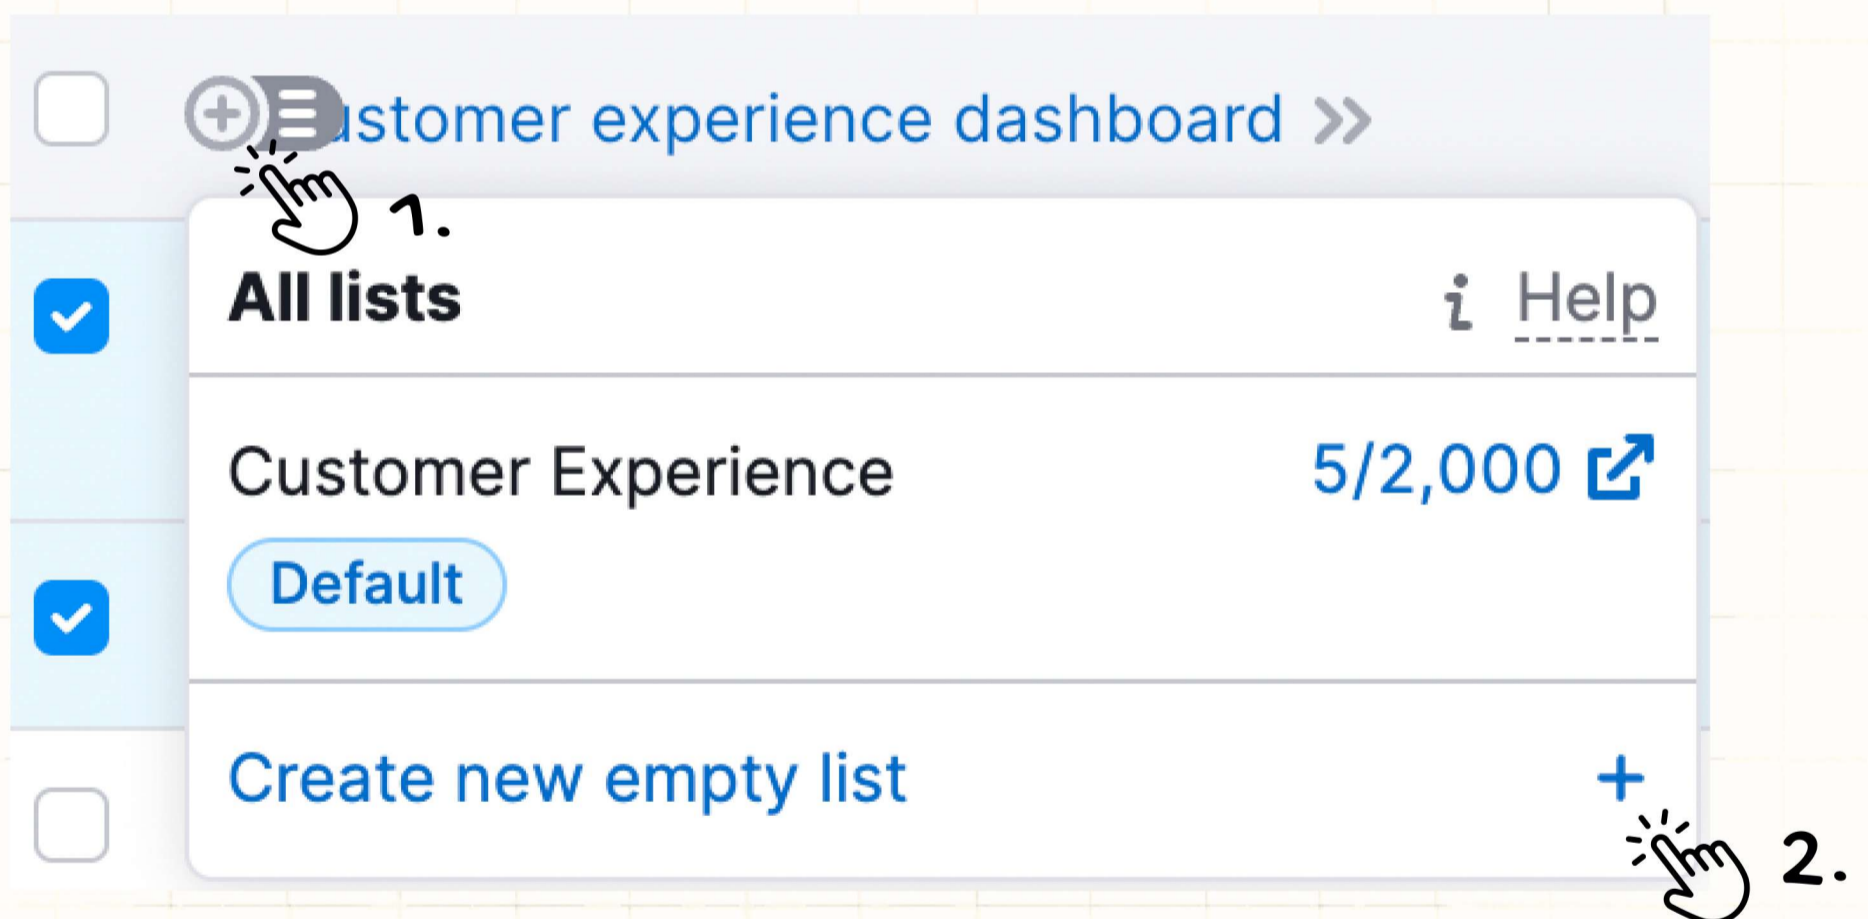 ustomer experience dashboard
1.
All lists
i Help
Customer Experience 5/2,000
Default
Create new empty list +
2.